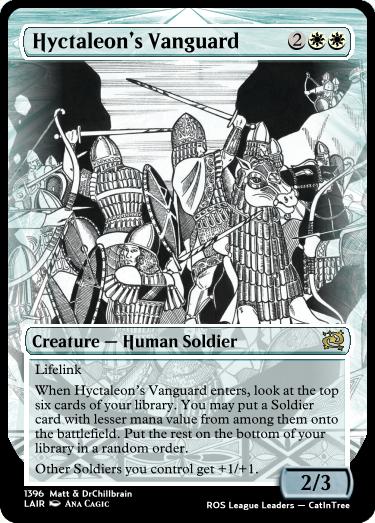 Hyctaleon's Vanguard 2
Creature — Human Soldier
Lifelink
When Hyctaleon's Vanguard enters, look at the top
six cards of your library. You may put a Soldier
card with lesser mana value from among them onto
the battlefield. Put the rest on the bottom of your
library in a random order.
Other Soldiers you control get +1/+1.
2/3
1396 Matt & DrChillbrain
LAIR Ana Cagic
ROS League Leaders — CatInTree